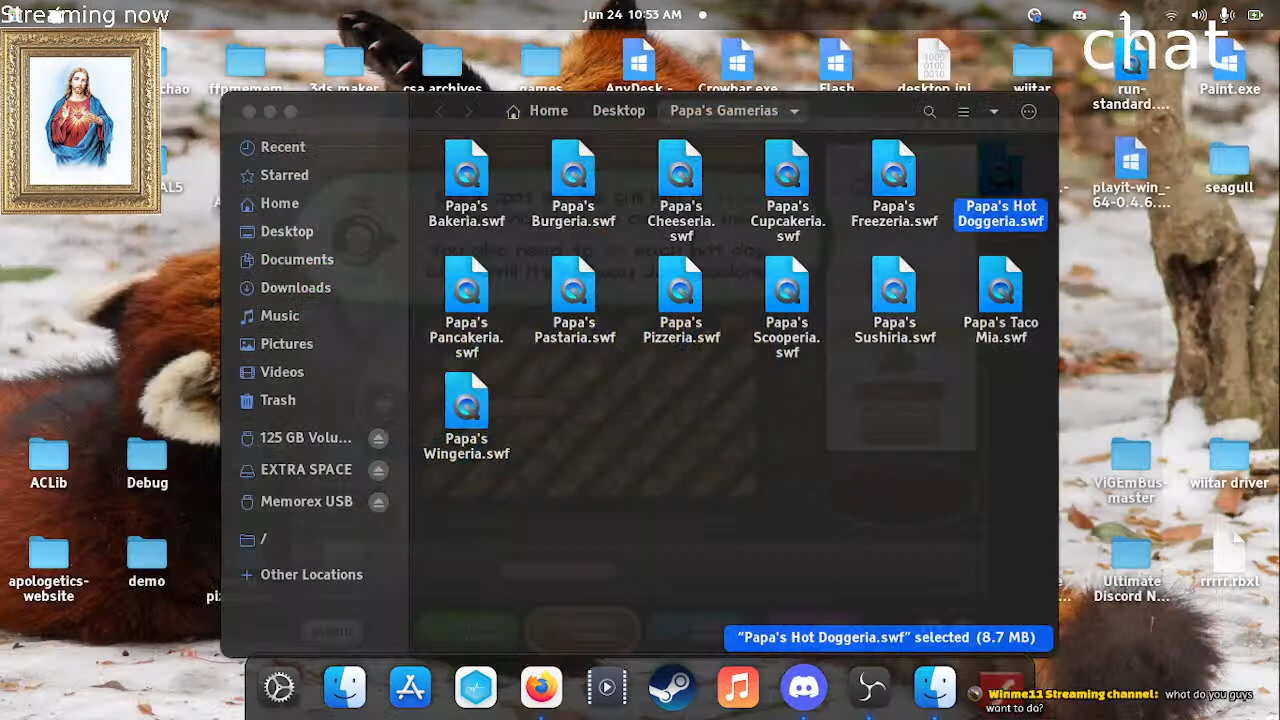 Streaming now
Jun 24 10:53 AM
chat
chao
ffpmemem
3ds maker
csa archives
games
AnyDesk -
Crowbar.exe
Flash
desktop.ini
wiitar
run-
standard....
Paint.exe
Home
Desktop
Papa's Gamerias
Recent
Starred
Home
Desktop
Documents
Downloads
Music
Pictures
Videos
Trash
125 GB Volu...
EXTRA SPACE
Memorex USB
/
Other Locations
Papa's
Bakeria.swf
Papa's
Burgeria.swf
Papa's
Cheeseria.
swf
Papa's
Cupcakeria.
swf
Papa's
Freezeria.swf
Papa's Hot
Doggeria.swf
Papa's
Pancakeria.
swf
Papa's
Pastaria.swf
Papa's
Pizzeria.swf
Papa's
Scooperia.
swf
Papa's
Sushiria.swf
Papa's Taco
Mia.swf
Papa's
Wingeria.swf
playit-win_
-64-0.4.6....
seagull
AL5
ACLib
Debug
ViGEmBus-
master
wiitar driver
apologetics-
website
demo
Ultimate
Discord N...
rrrrr.rbxl
"Papa's Hot Doggeria.swf" selected (8.7 MB)
Winme11 Streaming channel: what do you guys
want to do?